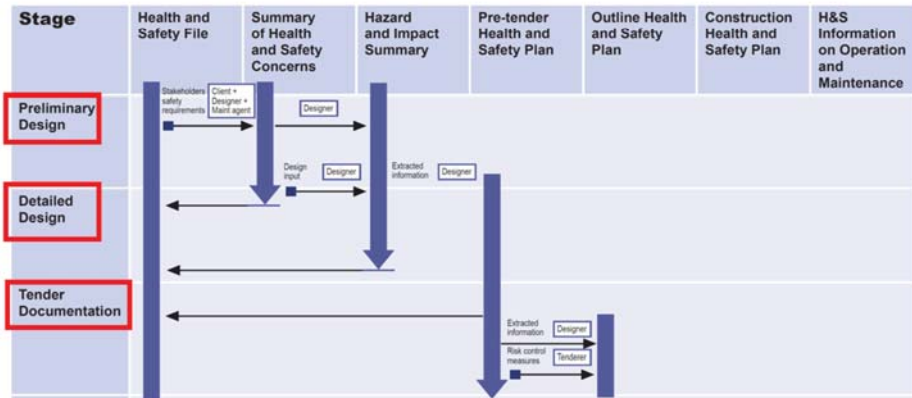 Stage
Health and
Safety File
Summary
of Health
and Safety
Concerns
Hazard
and Impact
Summary
Pre-tender
Health and
Safety Plan
Outline Health
and Safety
Plan
Construction
Health and
Safety Plan
H&S
Information
on Operation
and
Maintenance
Preliminary
Design
Stakeholders
safety
requirements
Client +
Designer +
Maint agent
Designer
Design
input
Designer
Extracted
information
Designer
Detailed
Design
Tender
Documentation
Extracted
information
Designer
Risk control
measures
Tenderer